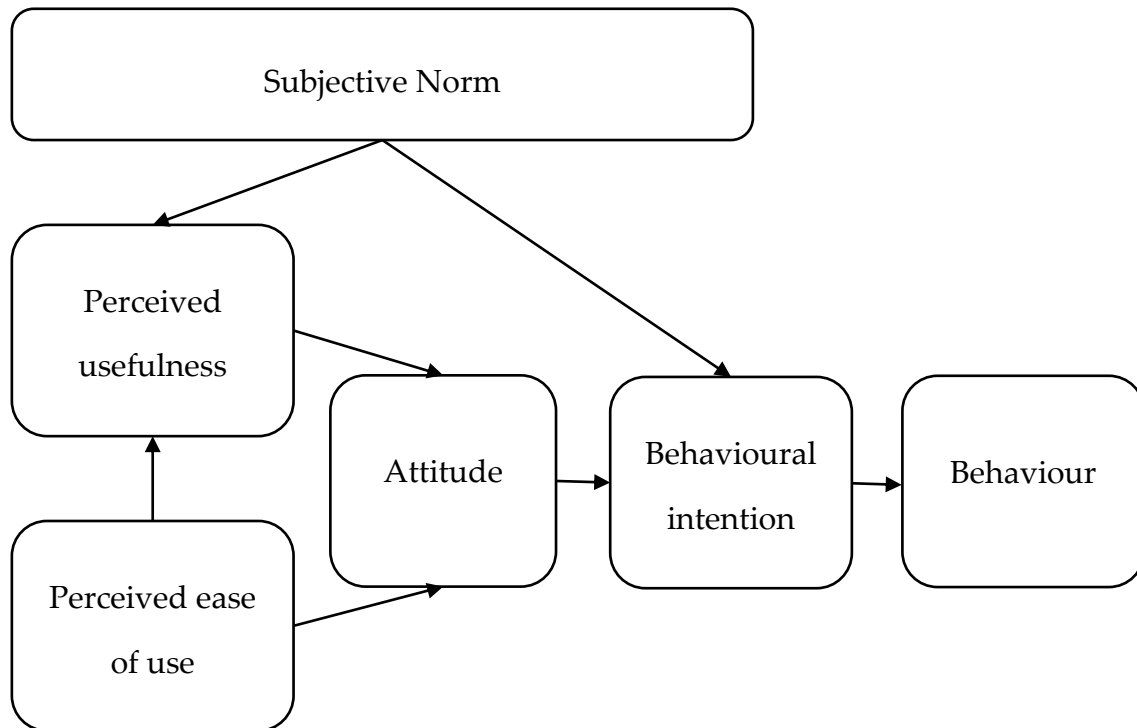 Subjective Norm
Perceived
usefulness
Attitude
Behavioural
intention
Behaviour
Perceived ease
of use